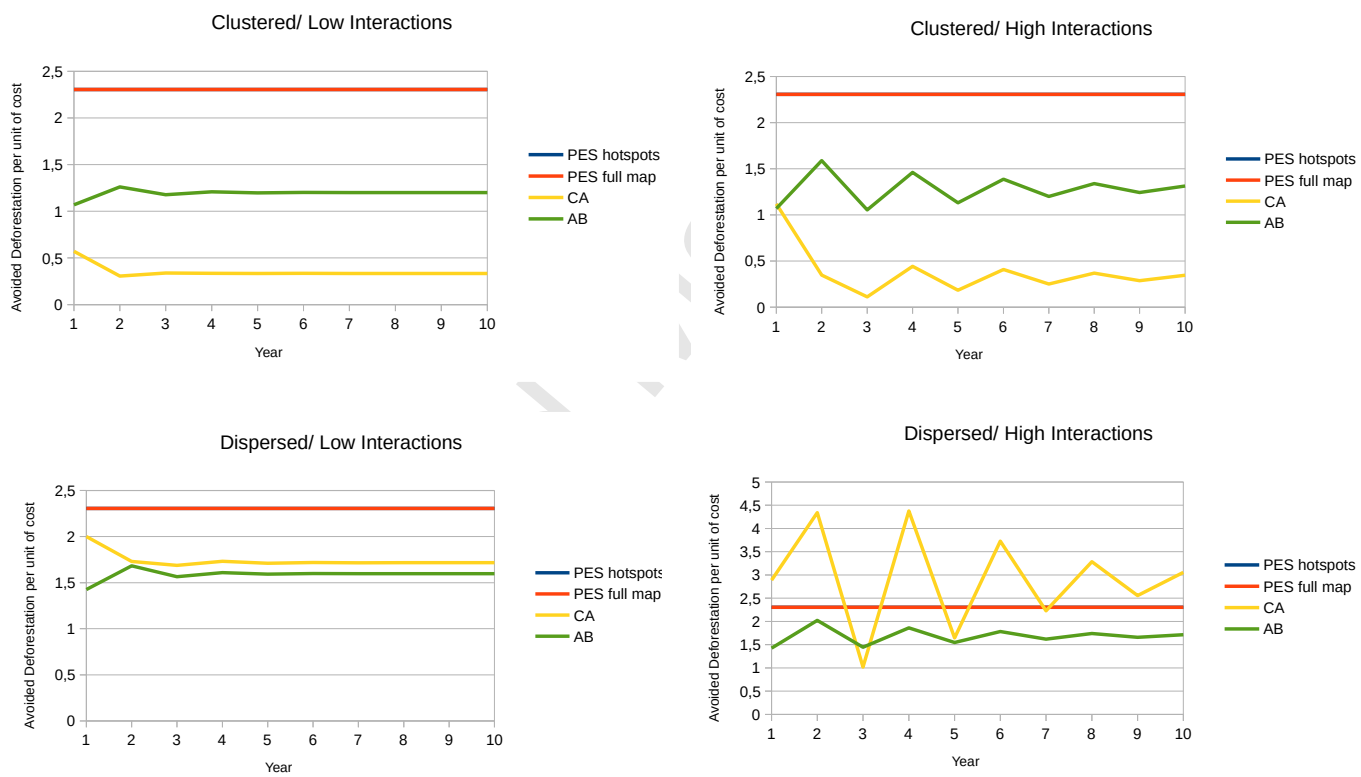 Clustered/ Low Interactions
Avoided Deforestation per unit of cost
2,5
2
1,5
1
0,5
0
1 2 3 4 5 6 7 8 9 10
Year
PES hotspots
PES full map
CA
AB
Clustered/ High Interactions
Avoided Deforestation per unit of cost
2,5
2
1,5
1
0,5
0
1 2 3 4 5 6 7 8 9 10
Year
PES hotspots
PES full map
CA
AB
Dispersed/ Low Interactions
Avoided Deforestation per unit of cost
2,5
2
1,5
1
0,5
0
1 2 3 4 5 6 7 8 9 10
Year
PES hotspots
PES full map
CA
AB
Dispersed/ High Interactions
Avoided Deforestation per unit of cost
5
4,5
4
3,5
3
2,5
2
1,5
1
0,5
0
1 2 3 4 5 6 7 8 9 10
Year
PES hotspots
PES full map
CA
AB